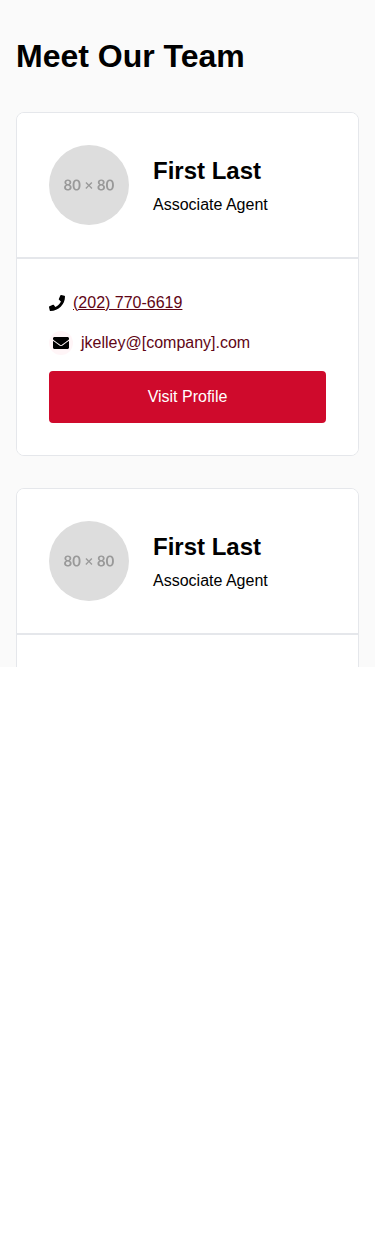 Meet Our Team
80 × 80
First Last
Associate Agent
(202) 770-6619
jkelley@[company].com
Visit Profile
80 × 80
First Last
Associate Agent